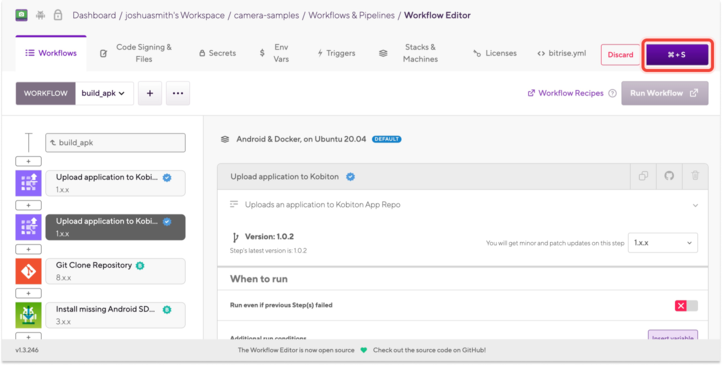 Dashboard / joshuasmith's Workspace / camera-samples / Workflows & Pipelines / Workflow Editor
Workflows
Code Signing &
Files
Secrets
$ Env
Vars
Triggers
Stacks &
Machines
Licenses
<> bitrise.yml
Discard
⌘+S
WORKFLOW
build_apk
+
...
Workflow Recipes
Run Workflow
build_apk
+
Upload application to Kobi...
1.x.x
+
Upload application to Kobi...
1.x.x
+
Git Clone Repository
8.x.x
+
Install missing Android SD...
3.x.x
+
Android & Docker, on Ubuntu 20.04 DEFAULT
Upload application to Kobiton
Uploads an application to Kobiton App Repo
Version: 1.0.2
Step's latest version is: 1.0.2
You will get minor and patch updates on this step
1.x.x
When to run
Run even if previous Step(s) failed
Additional run conditions
Insert variable
v1.3.246
The Workflow Editor is now open source
Check out the source code on GitHub!